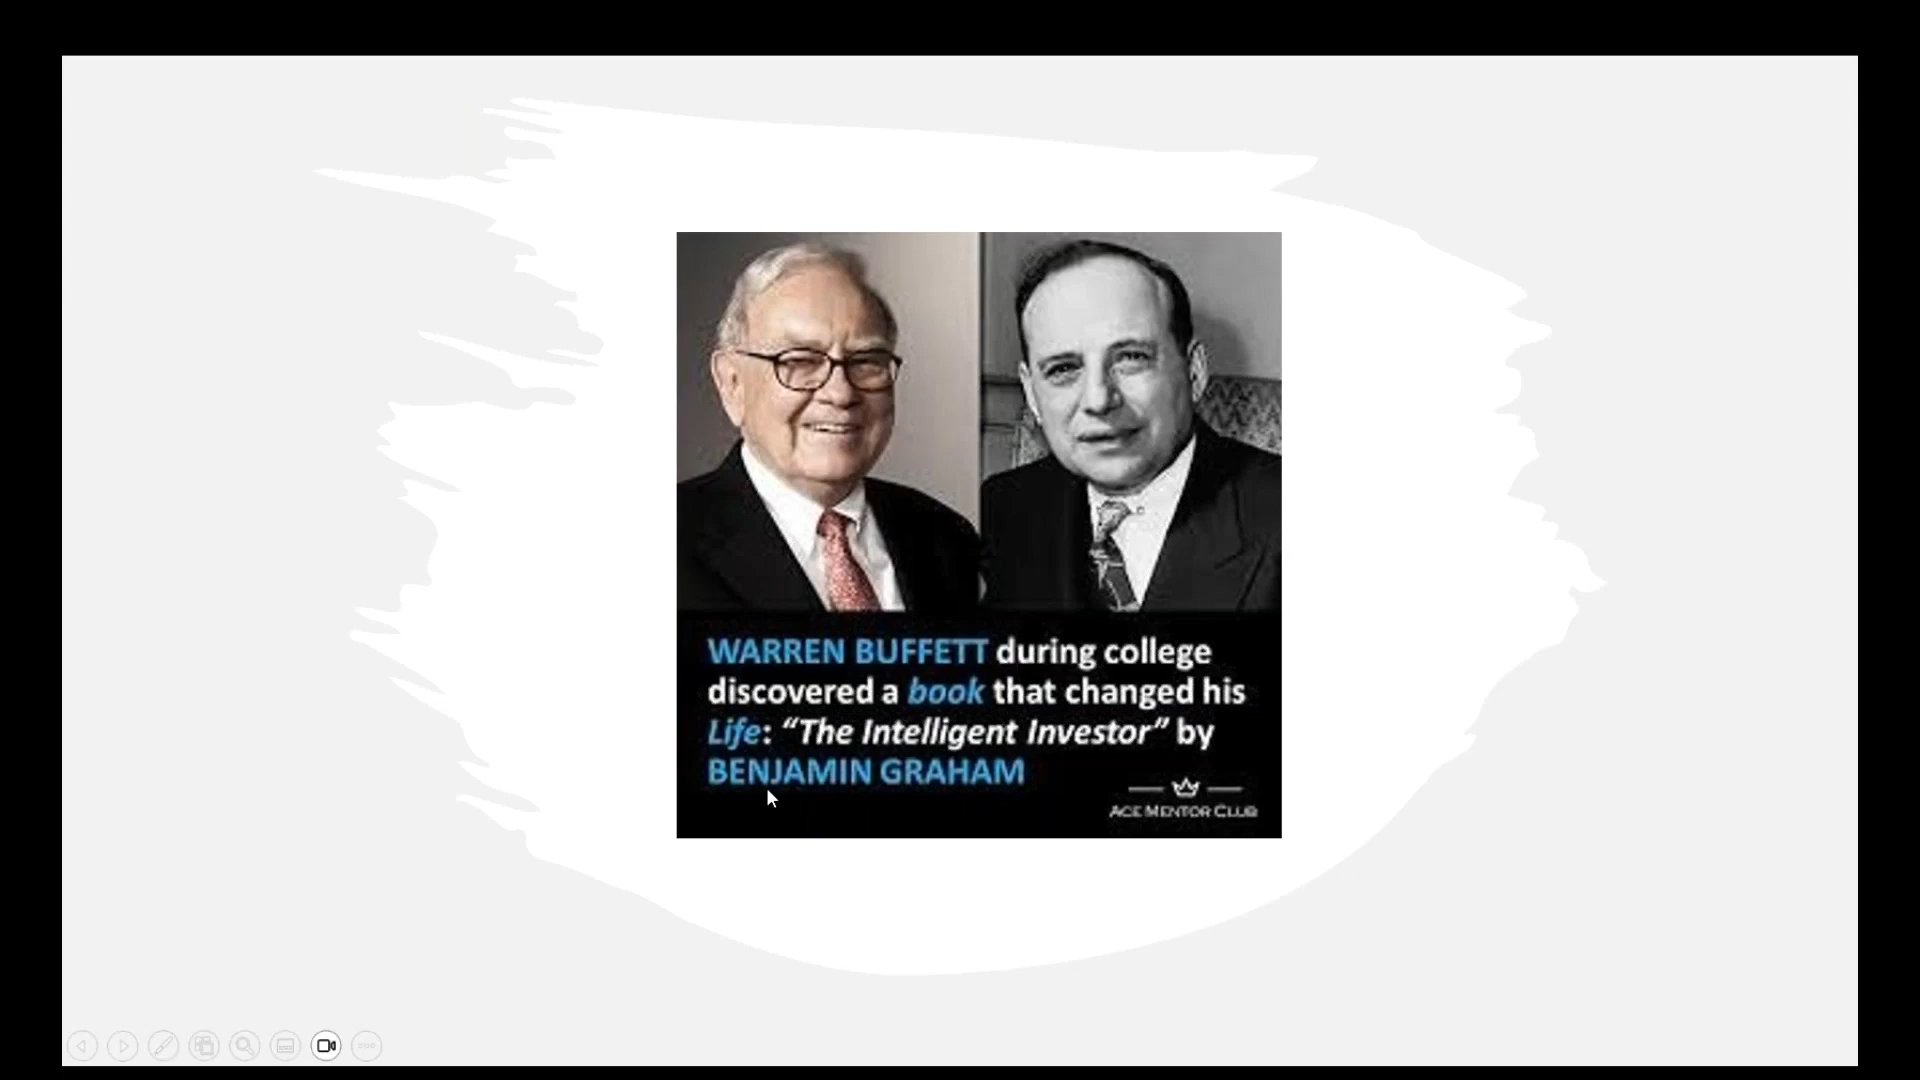 WARREN BUFFETT during college
discovered a book that changed his
Life: “The Intelligent Investor” by
BENJAMIN GRAHAM
ACE MENTOR CLUB